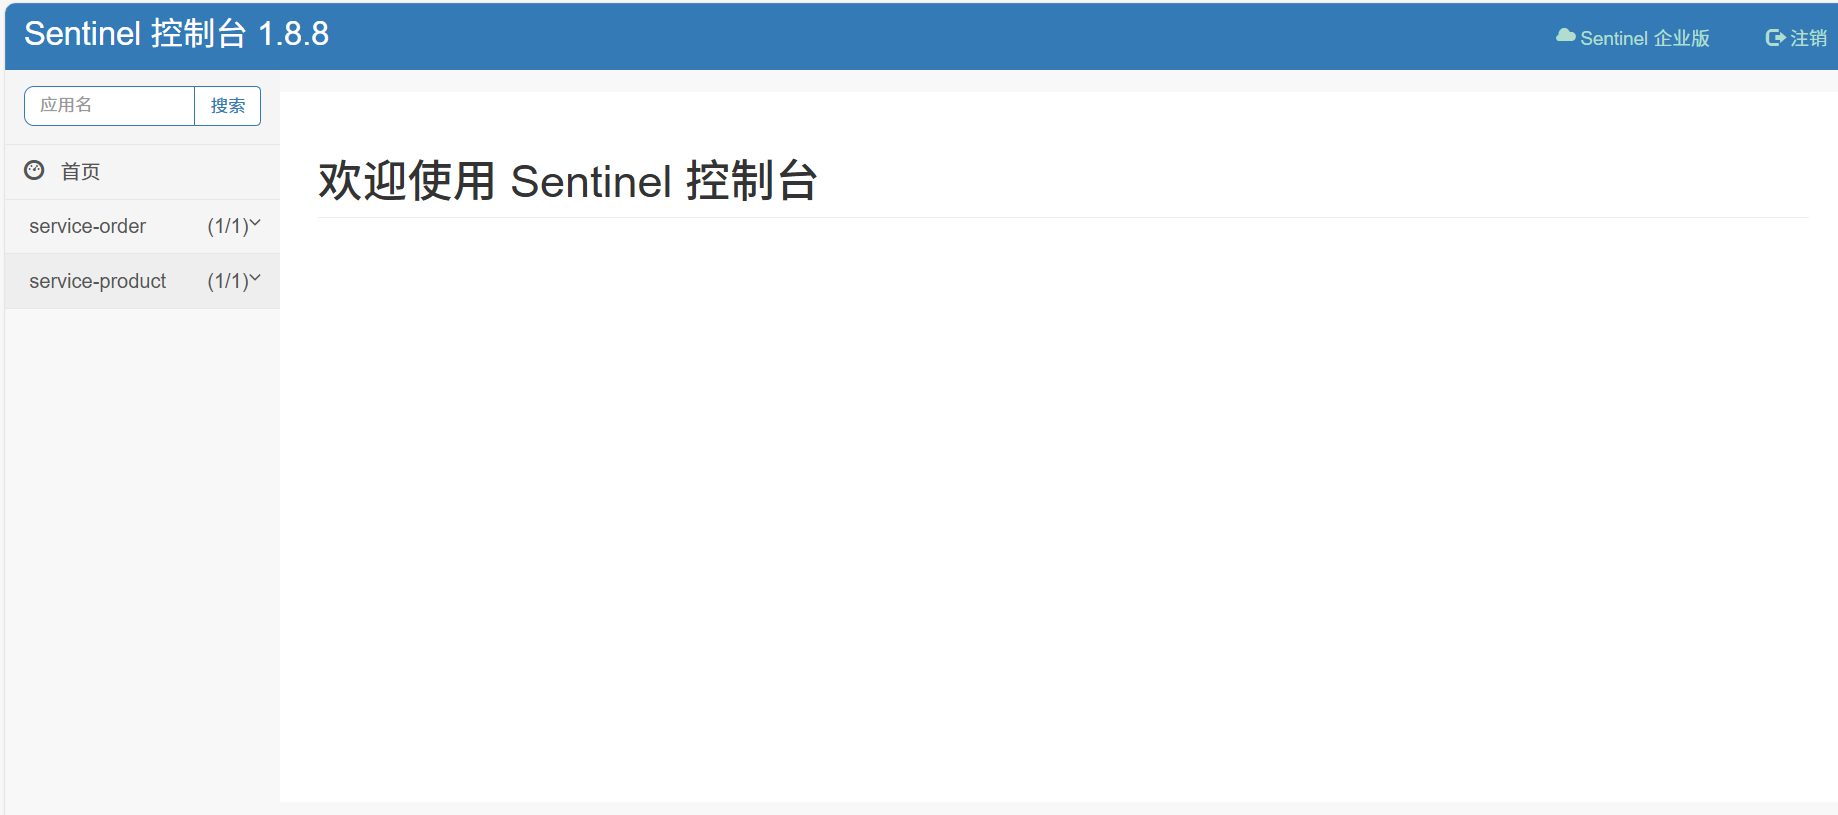 Sentinel 控制台 1.8.8
Sentinel 企业版
注销
应用名
搜索
首页
service-order (1/1)
service-product (1/1)
欢迎使用 Sentinel 控制台